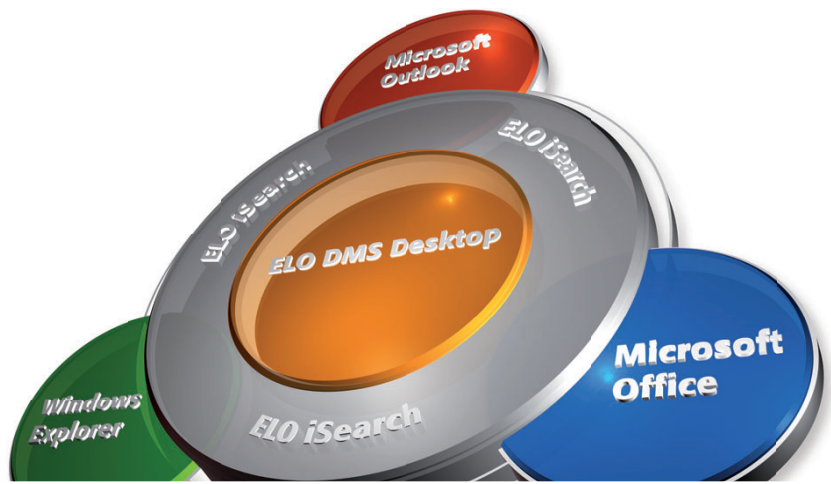 Microsoft
Outlook
ELO iSearch
ELO iSearch
ELO DMS Desktop
Microsoft
Office
Windows
Explorer
ELO iSearch